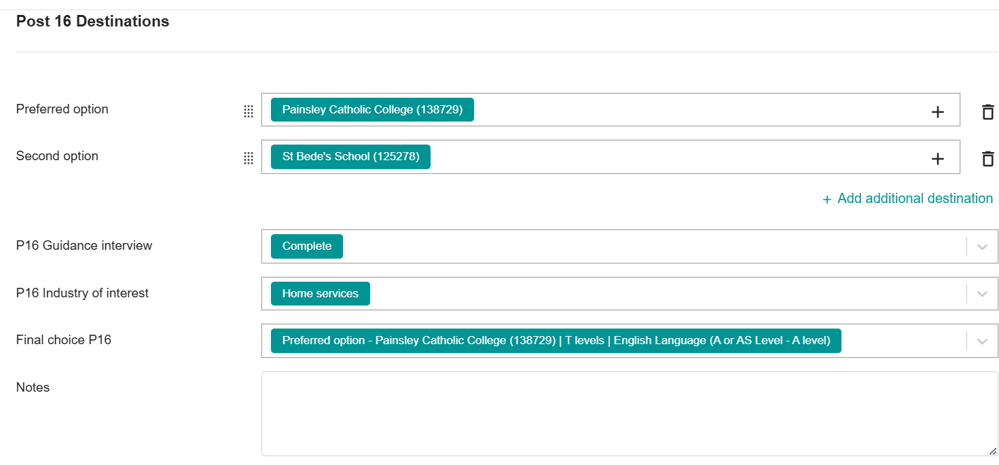 Post 16 Destinations
Preferred option
Painsley Catholic College (138729)
Second option
St Bede's School (125278)
+ Add additional destination
P16 Guidance interview
Complete
P16 Industry of interest
Home services
Final choice P16
Preferred option - Painsley Catholic College (138729) | T levels | English Language (A or AS Level - A level)
Notes